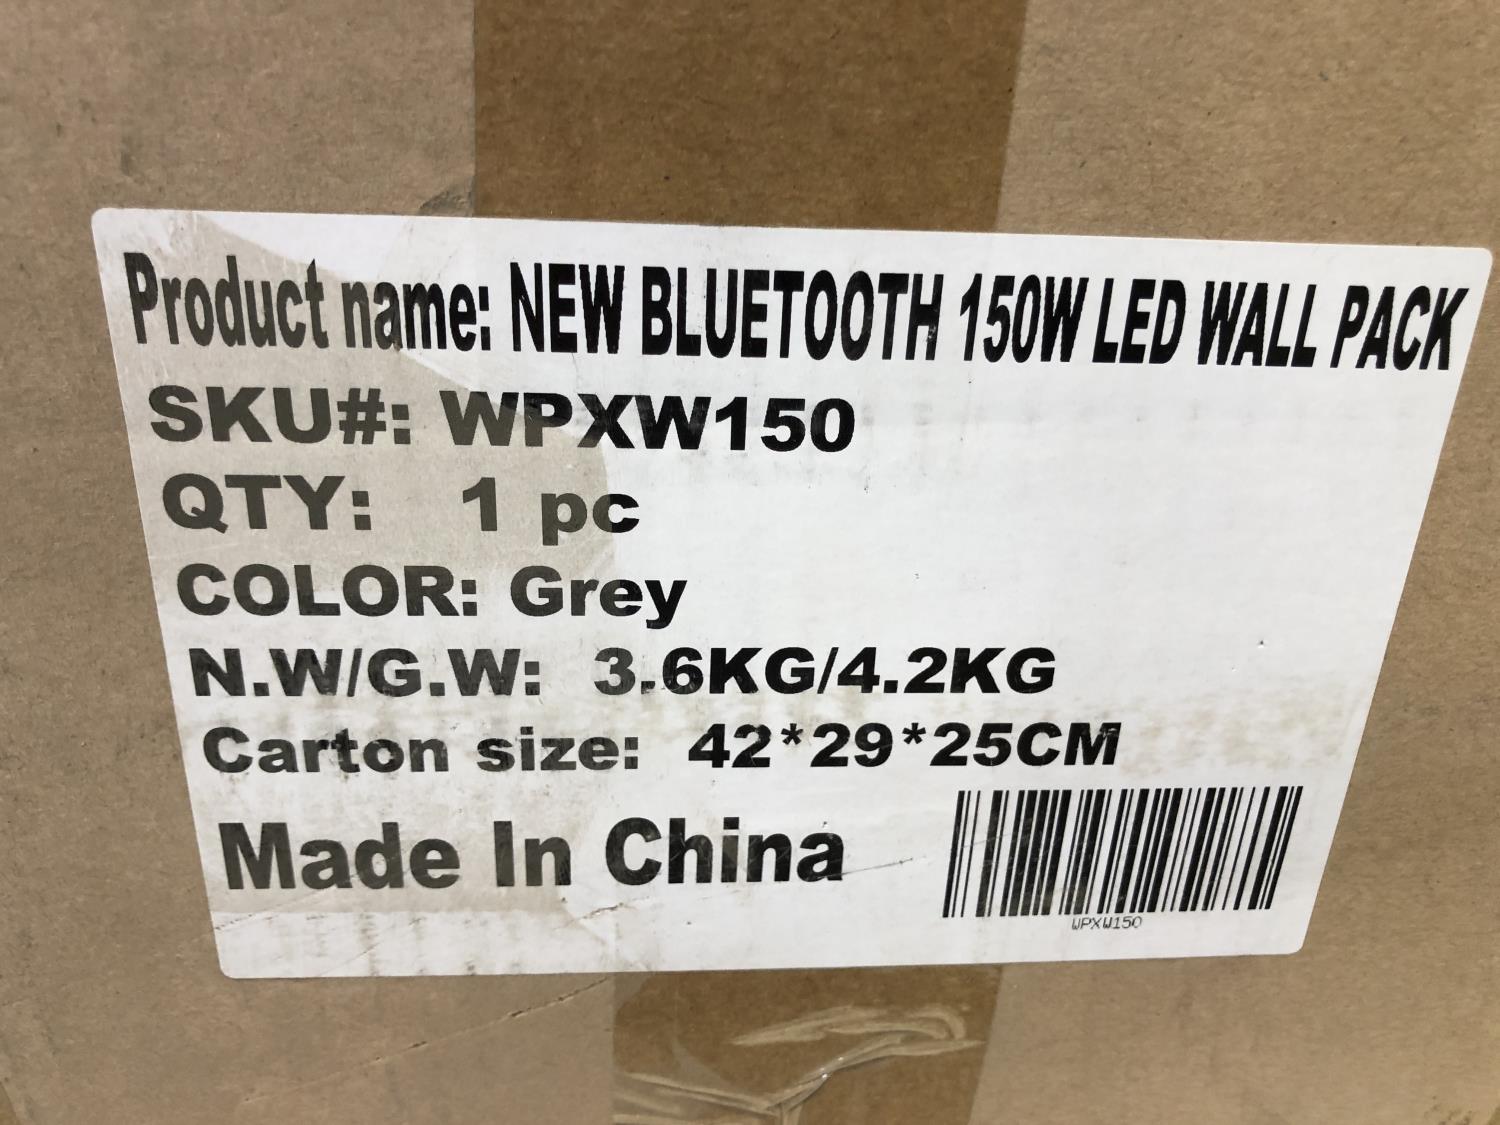 Product name: NEW BLUETOOTH 150W LED WALL PACK
SKU#: WPXW150
QTY: 1 pc
COLOR: Grey
N.W/G.W: 3.6KG/4.2KG
Carton size: 42*29*25CM
Made In China
WPXW150